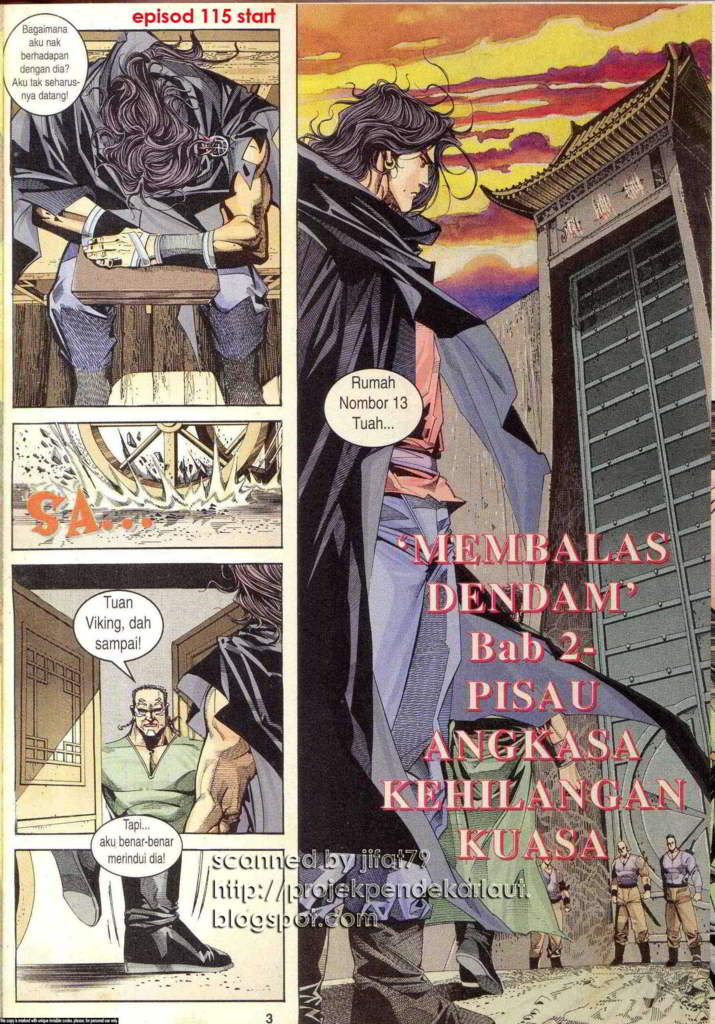 episod 115 start
Bagaimana
aku nak
berhadapan
dengan dia?
Aku tak seharus-
nya datang!
SA...
Tuan
Viking, dah
sampai!
Tapi...
aku benar-benar
merindui dia!
Rumah
Nombor 13
Tuah...
'MEMBALAS
DENDAM'
Bab 2-
PISAU
ANGKASA
KEHILANGAN
KUASA
scanned by jifat79
http://projekpendekarlaut.
blogspot.com
3